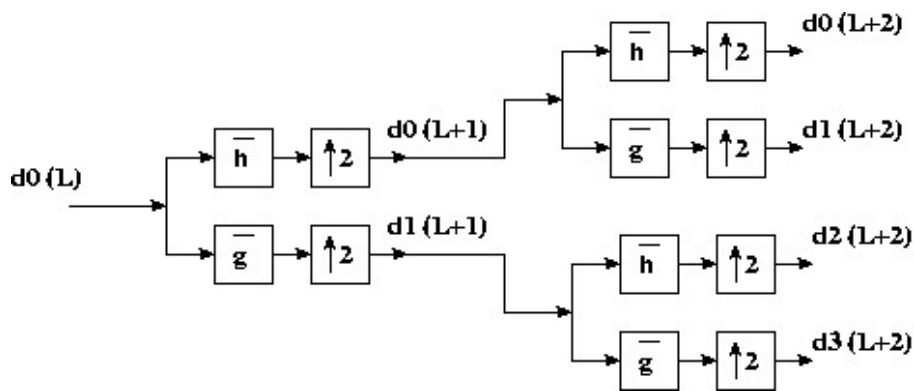 h̅ ↑2 d0 (L+2)
g̅ ↑2 d1 (L+2)
d0 (L) h̅ ↑2 d0 (L+1)
g̅ ↑2 d1 (L+1)
h̅ ↑2 d2 (L+2)
g̅ ↑2 d3 (L+2)